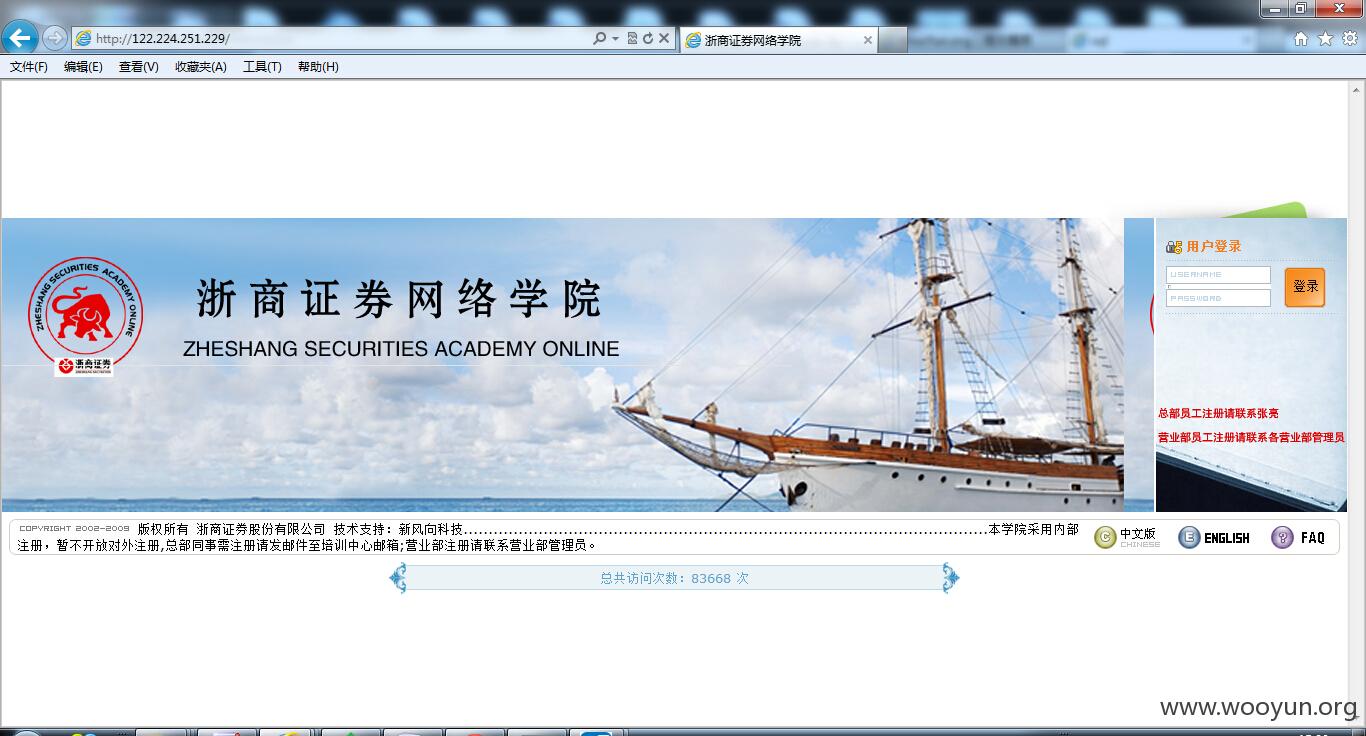 http://122.224.251.229/
浙商证券网络学院
文件(F) 编辑(E) 查看(V) 收藏夹(A) 工具(T) 帮助(H)
ZHESHANG SECURITIES ACADEMY ONLINE
浙商证券
浙商证券网络学院
ZHESHANG SECURITIES ACADEMY ONLINE
用户登录
USERNAME
PASSWORD
登录
总部员工注册请联系张亮
营业部员工注册请联系各营业部管理员
COPYRIGHT 2002-2009 版权所有 浙商证券股份有限公司 技术支持：新风向科技..................................................................................................................................本学院采用内部
注册，暂不开放对外注册,总部同事需注册请发邮件至培训中心邮箱;营业部注册请联系营业部管理员。
中文版
CHINESE
ENGLISH
FAQ
总共访问次数：83668 次
www.wooyun.org